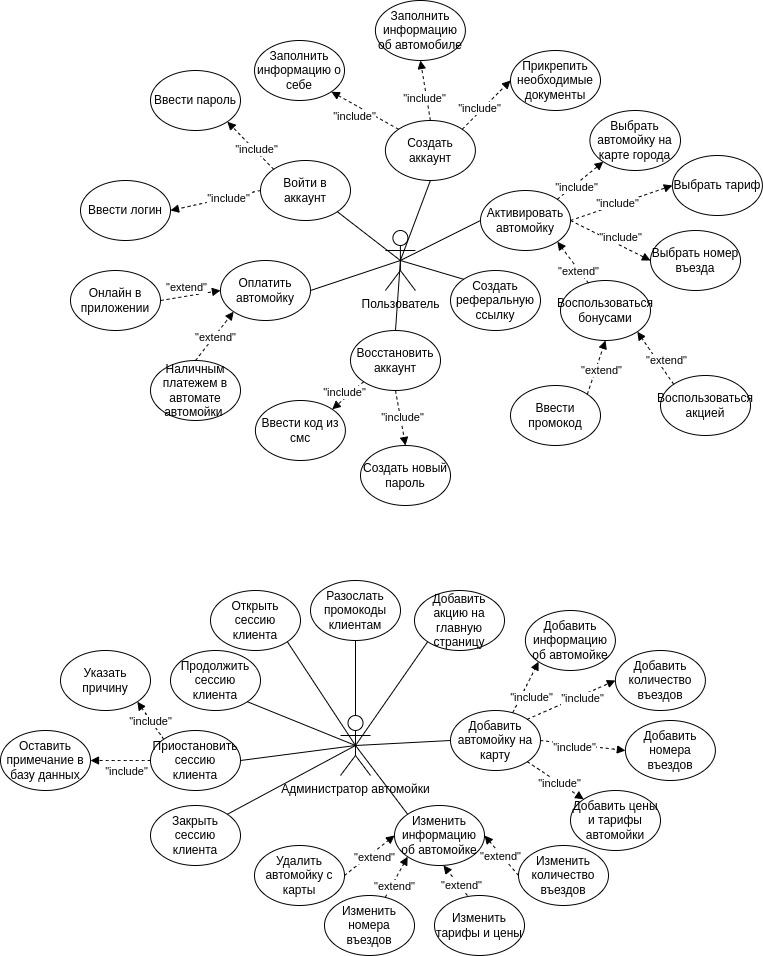 Заполнить
информацию
об автомобиле
Заполнить
информацию о
себе
Прикрепить
необходимые
документы
Ввести пароль
"include"
"include"
"include"
Выбрать
автомойку на
карте города
Создать
аккаунт
"include"
Войти в
аккаунт
"include"
Выбрать тариф
"include"
"include"
Ввести логин
Активировать
автомойку
"include"
Выбрать номер
въезда
"extend"
Оплатить
автомойку
"extend"
Онлайн в
приложении
Создать
реферальную
ссылку
Пользователь
Воспользоваться
бонусами
"extend"
Восстановить
аккаунт
"extend"
"extend"
Наличным
платежем в
автомате
автомойки
"include"
Воспользоваться
акцией
Ввести
промокод
"include"
Ввести код из
смс
Создать новый
пароль
Разослать
промокоды
клиентам
Добавить
акцию на
главную
страницу
Открыть
сессию
клиента
Добавить
информацию
об автомойке
Указать
причину
Продолжить
сессию
клиента
Добавить
количество
въездов
"include"
"include"
"include"
Добавить
автомойку на
карту
Добавить
номера
въездов
"include"
Оставить
примечание в
базу данных
Приостановить
сессию
клиента
"include"
"include"
Администратор автомойки
Добавить цены
и тарифы
автомойки
Закрыть
сессию
клиента
Изменить
информацию
об автомойке
"extend"
"extend"
Удалить
автомойку с
карты
Изменить
количество
въездов
"extend"
"extend"
Изменить
номера
въездов
Изменить
тарифы и цены